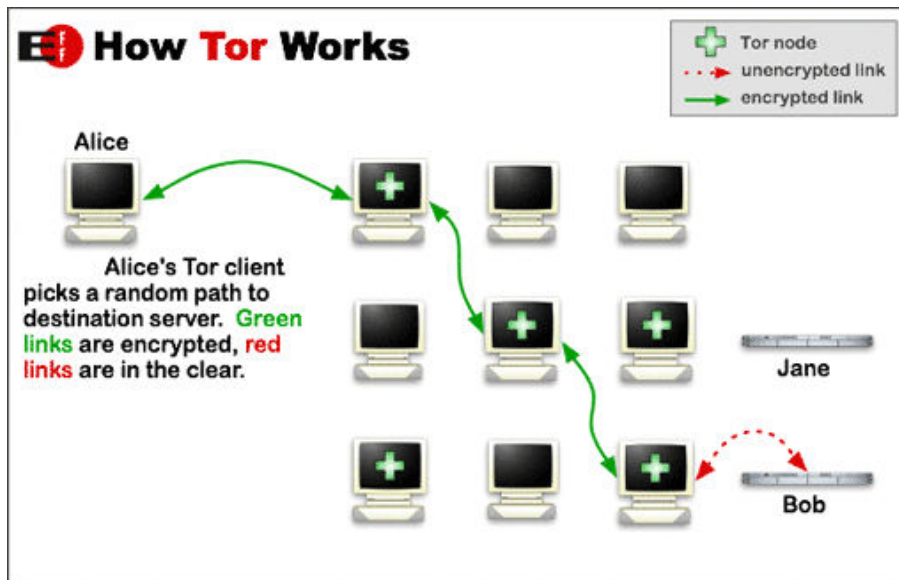 EFF How Tor Works
Tor node
unencrypted link
encrypted link
Alice
Alice's Tor client
picks a random path to
destination server. Green
links are encrypted, red
links are in the clear.
Jane
Bob